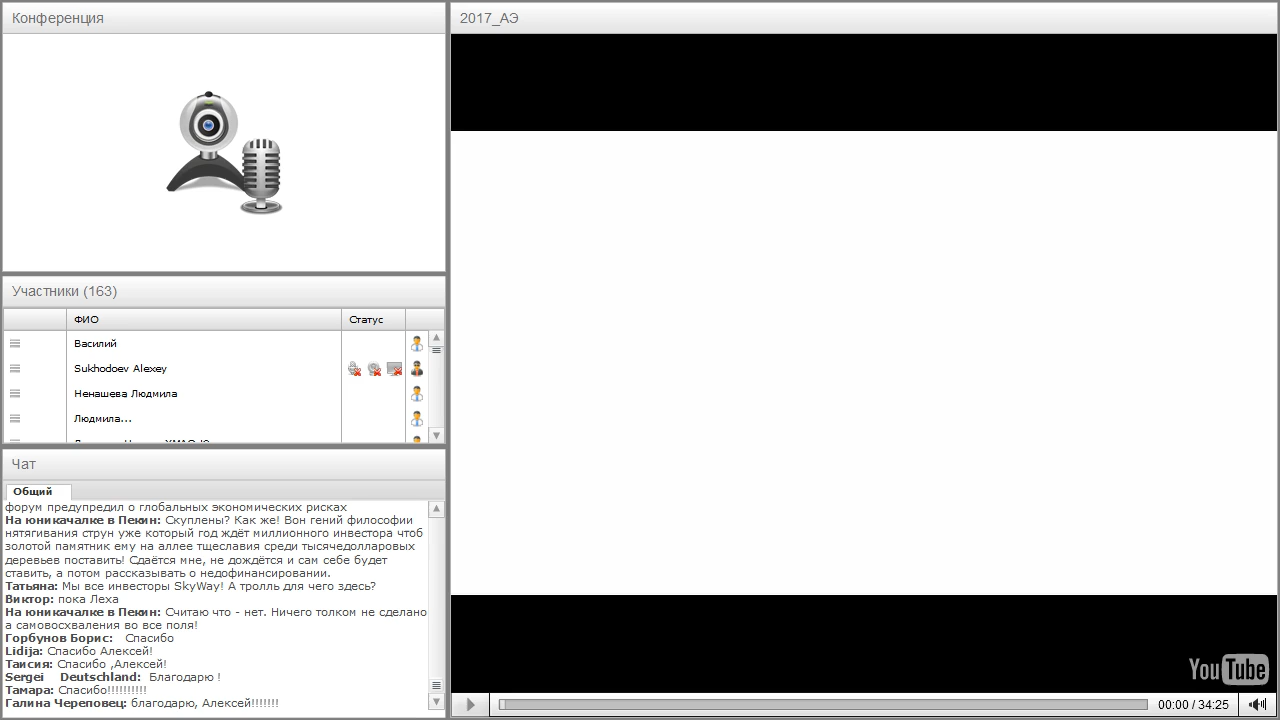 Конференция
2017_АЭ
Участники (163)
ФИО
Статус
Василий
Sukhodoev Alexey
Ненашева Людмила
Людмила...
Чат
Общий
форум предупредил о глобальных экономических рисках
На юникачалке в Пекин: Скуплены? Как же! Вон гений философии
нятягивания струн уже который год ждёт миллионного инвестора чтоб
золотой памятник ему на аллее тщеславия среди тысячедолларовых
деревьев поставить! Сдаётся мне, не дождётся и сам себе будет
ставить, а потом рассказывать о недофинансировании.
Татьяна: Мы все инвесторы SkyWay! А тролль для чего здесь?
Виктор: пока Леха
На юникачалке в Пекин: Считаю что - нет. Ничего толком не сделано
а самовосхваления во все поля!
Горбунов Борис: Спасибо
Lidija: Спасибо Алексей!
Таисия: Спасибо ,Алексей!
Sergei Deutschland: Благодарю !
Тамара: Спасибо!!!!!!!!!!
Галина Череповец: благодарю, Алексей!!!!!!!
YouTube
00:00 / 34:25